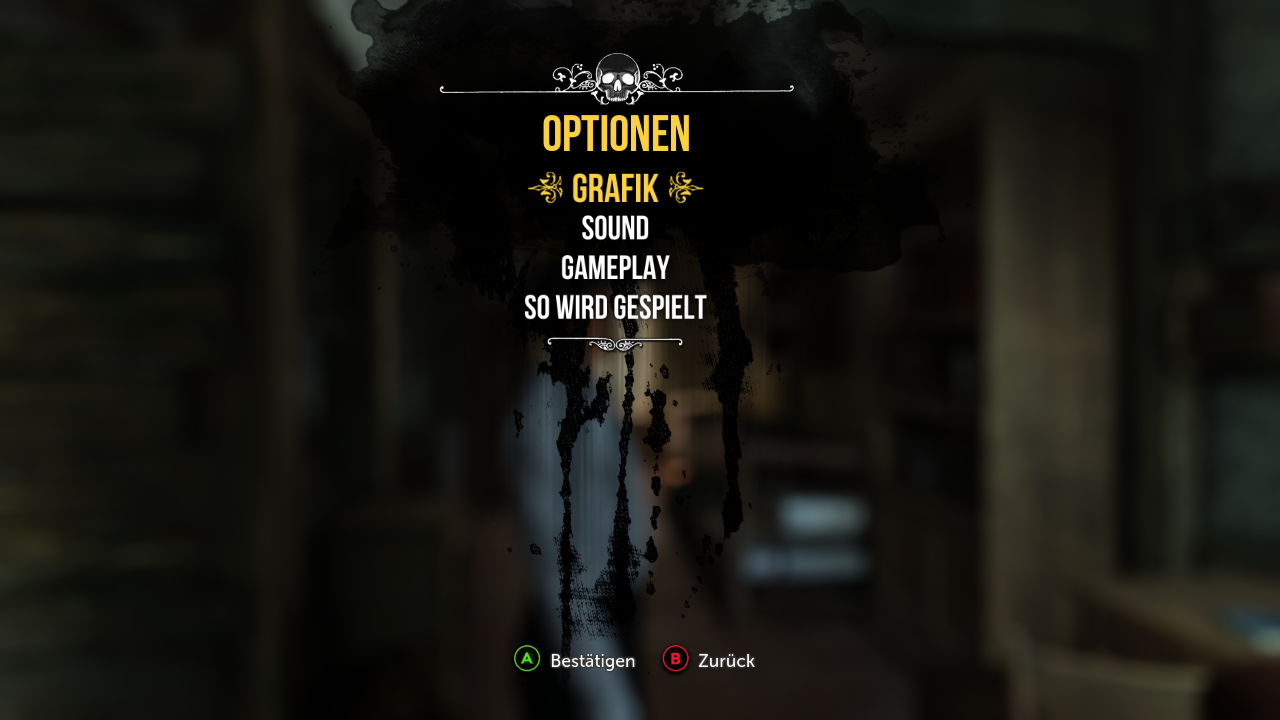 OPTIONEN
GRAFIK
SOUND
GAMEPLAY
SO WIRD GESPIELT
A Bestätigen B Zurück